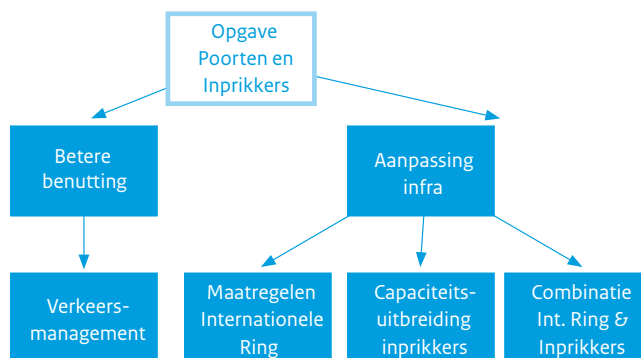 Opgave
Poorten en
Inprikkers
Betere
benutting
Aanpassing
infra
Verkeers-
management
Maatregelen
Internationele
Ring
Capaciteits-
uitbreiding
inprikkers
Combinatie
Int. Ring &
Inprikkers